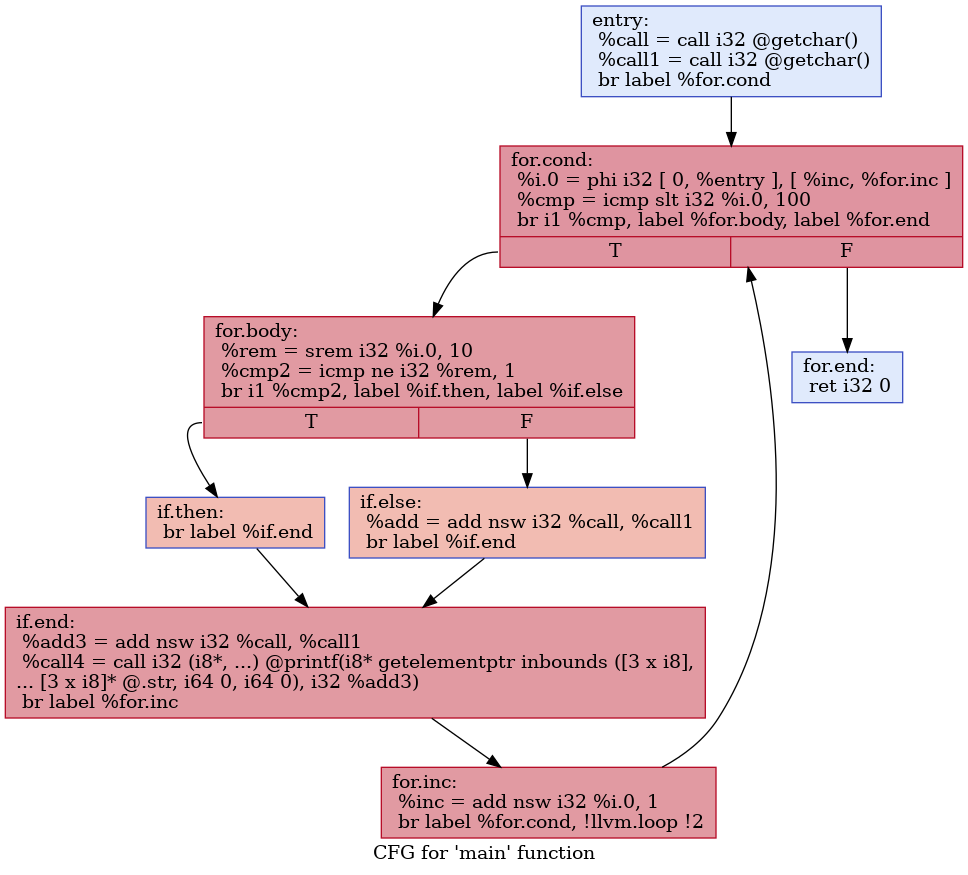 entry:
%call = call i32 @getchar()
%call1 = call i32 @getchar()
br label %for.cond
for.cond:
%i.0 = phi i32 [ 0, %entry ], [ %inc, %for.inc ]
%cmp = icmp slt i32 %i.0, 100
br i1 %cmp, label %for.body, label %for.end
T F
for.body:
%rem = srem i32 %i.0, 10
%cmp2 = icmp ne i32 %rem, 1
br i1 %cmp2, label %if.then, label %if.else
T F
for.end:
ret i32 0
if.then:
br label %if.end
if.else:
%add = add nsw i32 %call, %call1
br label %if.end
if.end:
%add3 = add nsw i32 %call, %call1
%call4 = call i32 (i8*, ...) @printf(i8* getelementptr inbounds ([3 x i8],
... [3 x i8]* @.str, i64 0, i64 0), i32 %add3)
br label %for.inc
for.inc:
%inc = add nsw i32 %i.0, 1
br label %for.cond, !llvm.loop !2
CFG for 'main' function